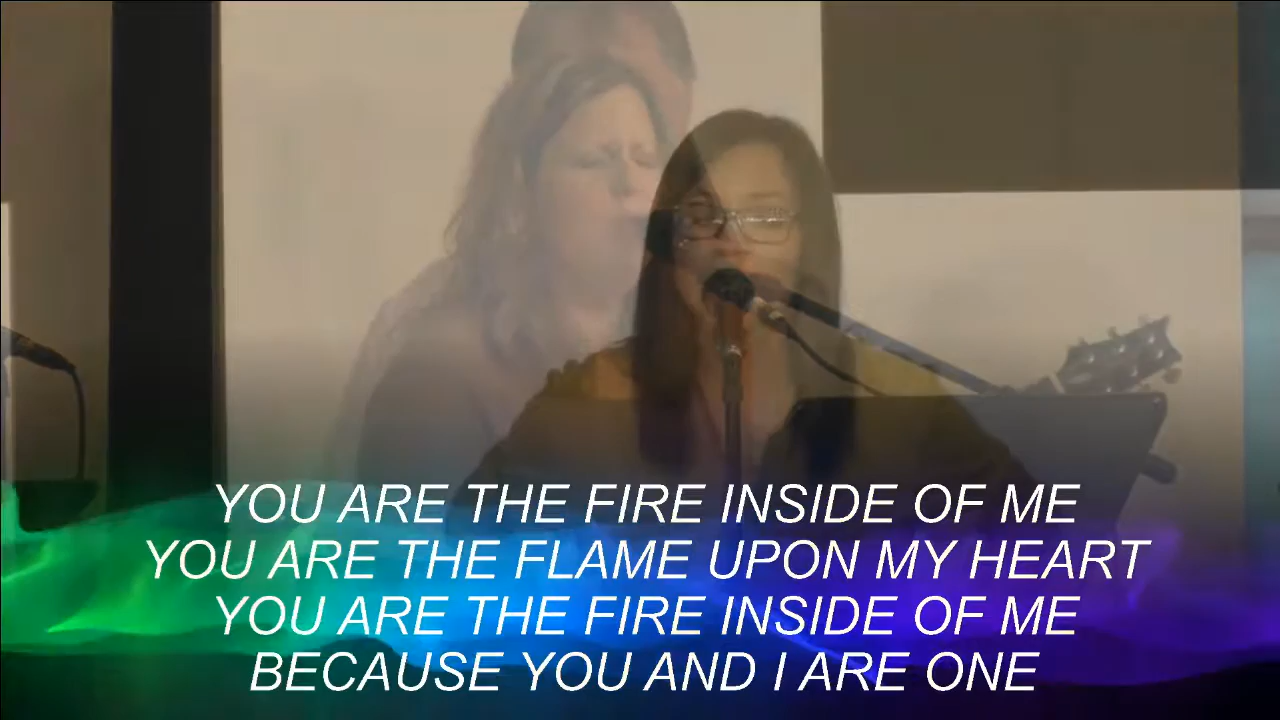 YOU ARE THE FIRE INSIDE OF ME
YOU ARE THE FLAME UPON MY HEART
YOU ARE THE FIRE INSIDE OF ME
BECAUSE YOU AND I ARE ONE